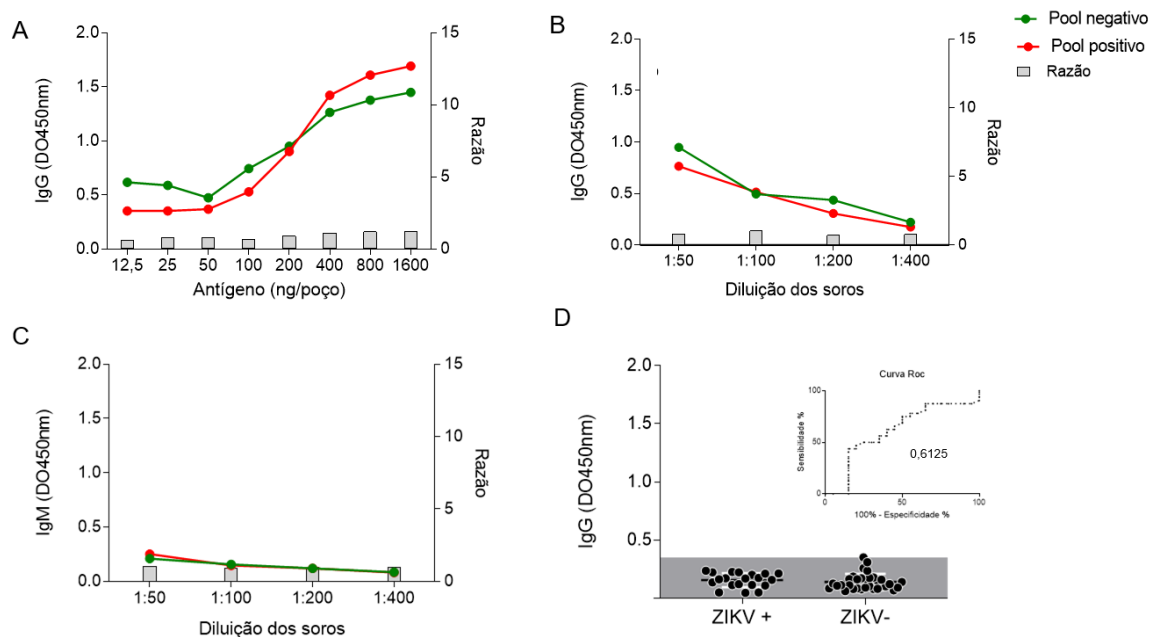 A
IgG (DO450nm)
2.0
1.5
1.0
0.5
0.0
15
10
5
0
Razão
12,5 25 50 100 200 400 800 1600
Antígeno (ng/poço)
B
IgG (DO450nm)
2.0
1.5
1.0
0.5
0.0
15
10
5
0
Razão
1:50 1:100 1:200 1:400
Diluição dos soros
Pool negativo
Pool positivo
Razão
C
IgM (DO450nm)
2.0
1.5
1.0
0.5
0.0
15
10
5
0
Razão
1:50 1:100 1:200 1:400
Diluição dos soros
D
IgG (DO450nm)
2.0
1.5
1.0
0.5
ZIKV + ZIKV-
Curva Roc
Sensibilidade %
100
50
0
0,6125
0 50 100
100% - Especificidade %